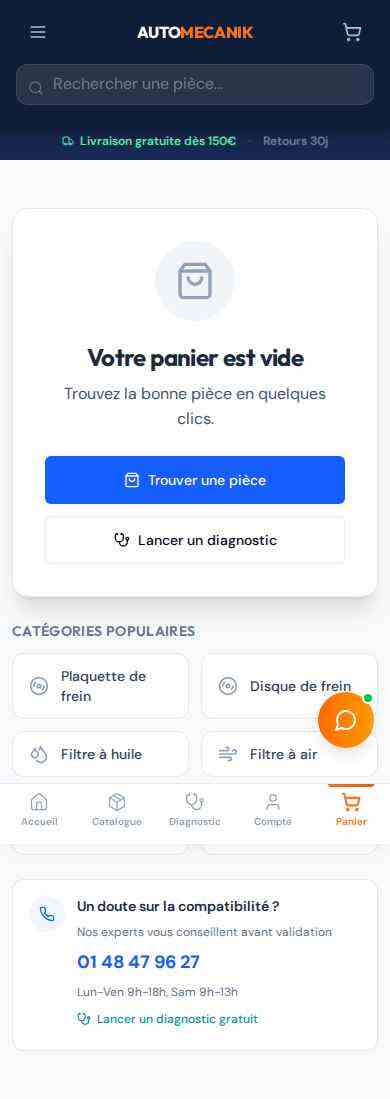 AUTOMECANIK
Rechercher une pièce...
Livraison gratuite dès 150€ · Retours 30j
Votre panier est vide
Trouvez la bonne pièce en quelques
clics.
Trouver une pièce
Lancer un diagnostic
CATÉGORIES POPULAIRES
Plaquette de
frein
Disque de frein
Filtre à huile
Filtre à air
Accueil
Catalogue
Diagnostic
Compte
Panier
Un doute sur la compatibilité ?
Nos experts vous conseillent avant validation
01 48 47 96 27
Lun-Ven 9h-18h, Sam 9h-13h
Lancer un diagnostic gratuit